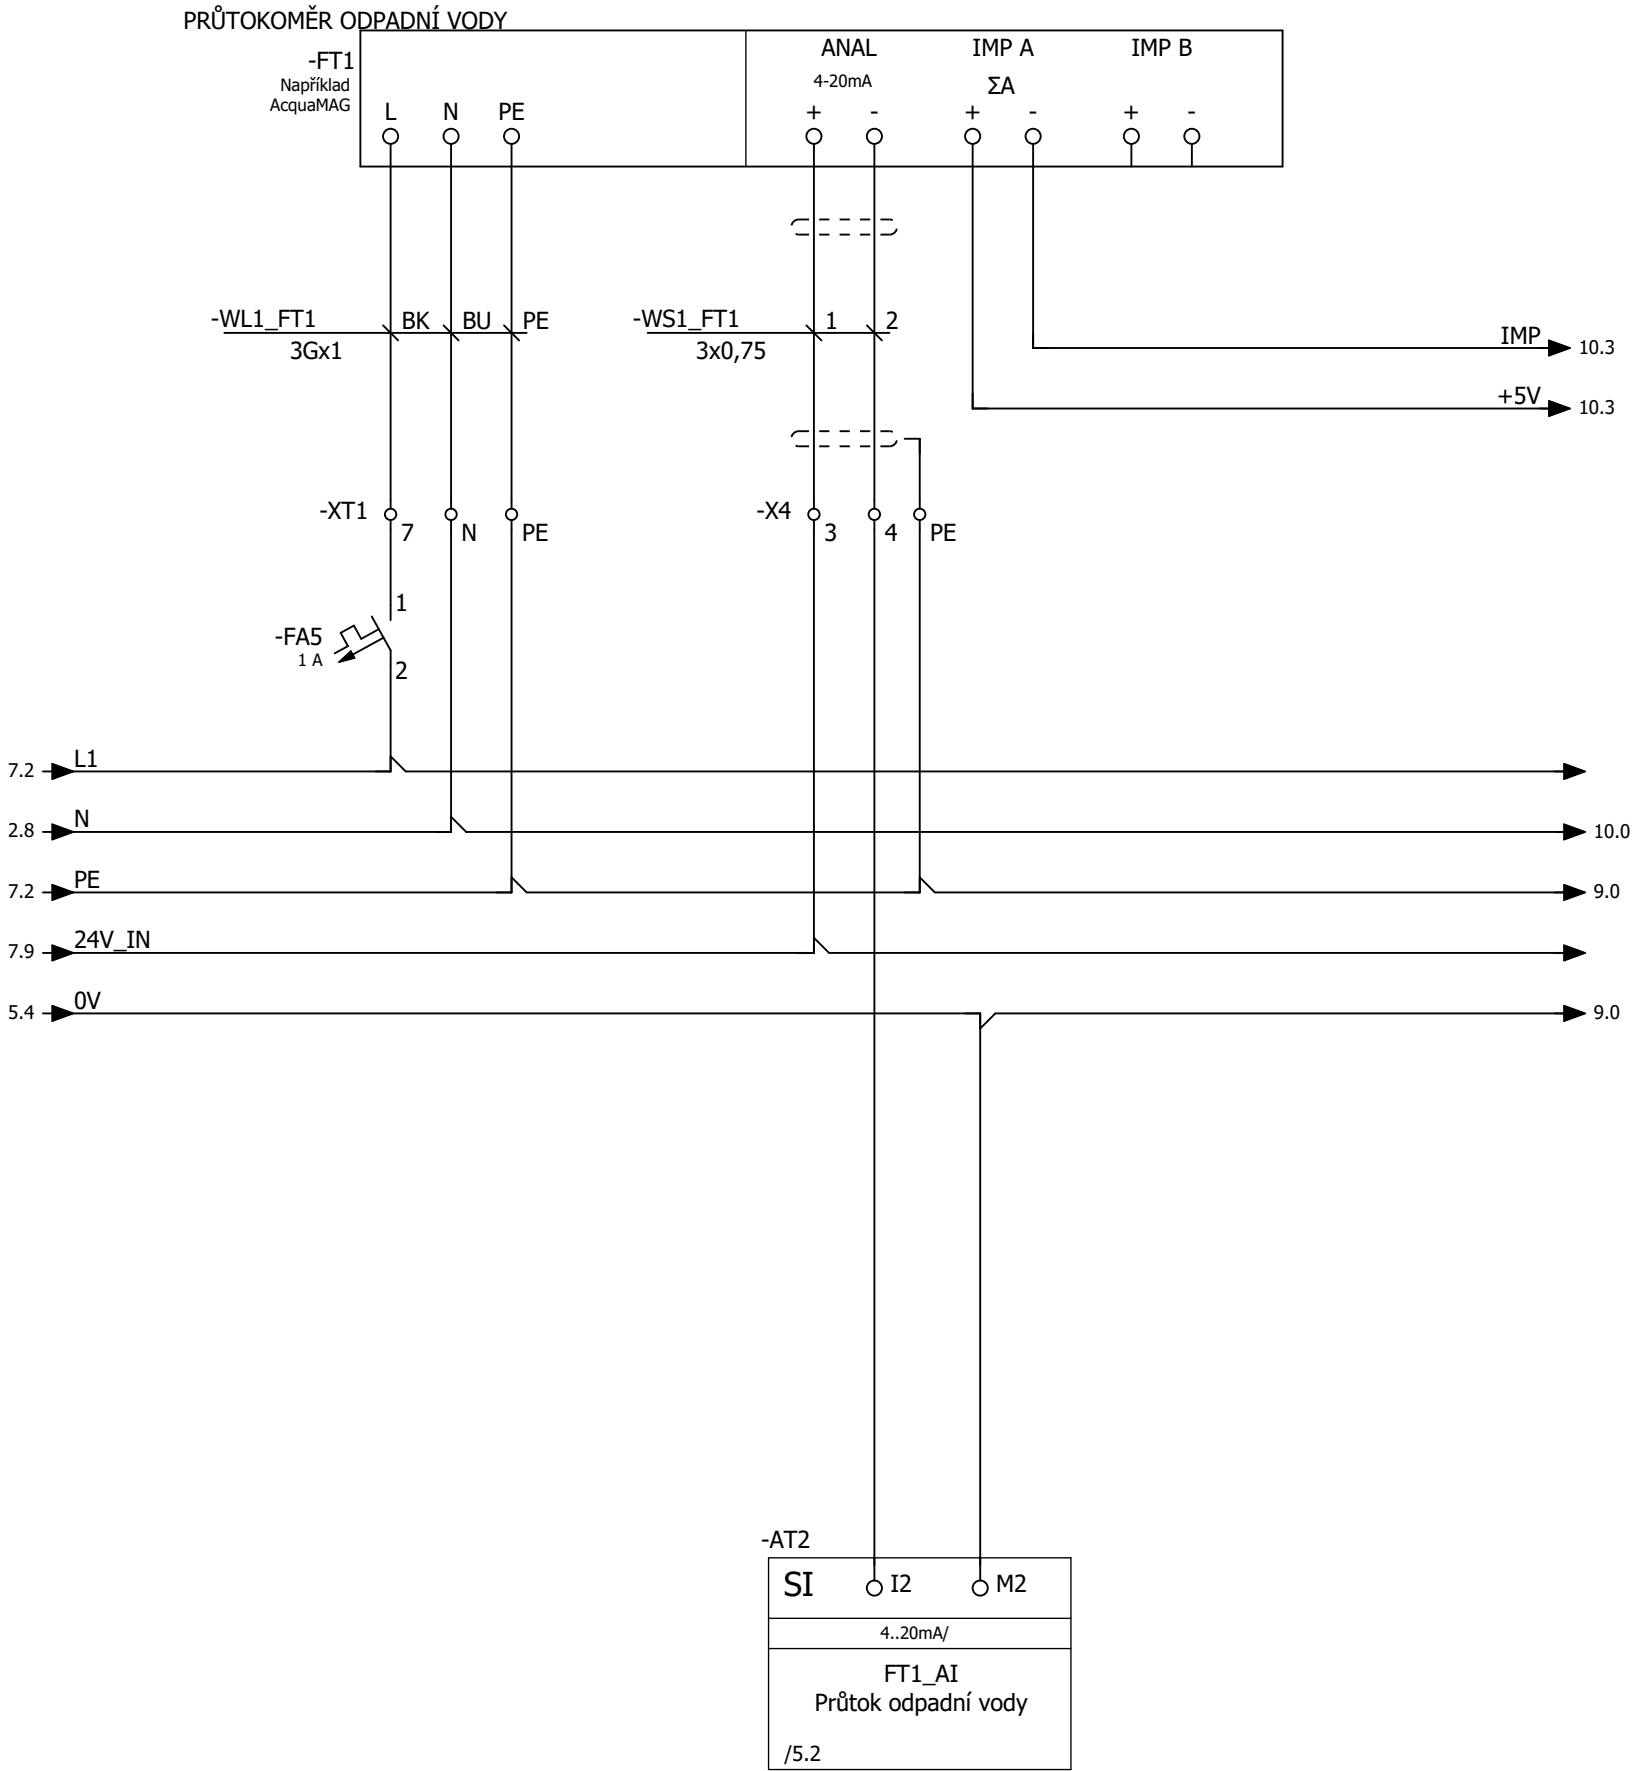 PRŮTOKOMĚR ODPADNÍ VODY
-FT1
Například
AcquaMAG
L N PE
ANAL IMP A IMP B
4-20mA ΣA
+ - + - + -
-WL1_FT1 BK BU PE
3Gx1
-WS1_FT1 1 2
3x0,75
IMP 10.3
+5V 10.3
-XT1 7 N PE
-X4 3 4 PE
1
-FA5
1 A
2
7.2 L1
2.8 N 10.0
7.2 PE 9.0
7.9 24V_IN
5.4 0V 9.0
-AT2
SI I2 M2
4..20mA/
FT1_AI
Průtok odpadní vody
/5.2